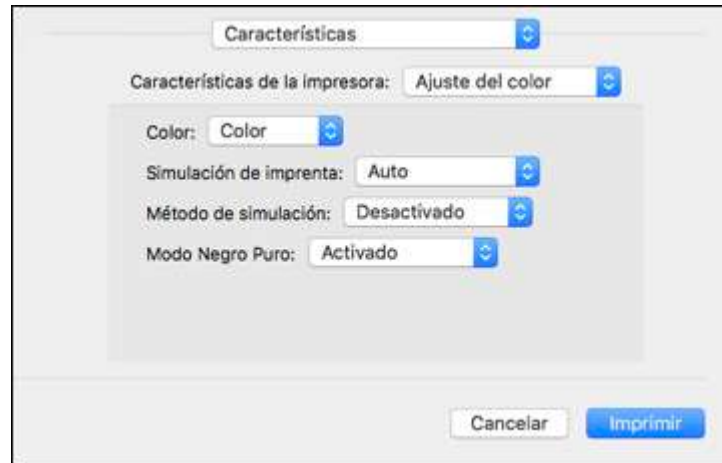 Características
Características de la impresora: Ajuste del color
Color: Color
Simulación de imprenta: Auto
Método de simulación: Desactivado
Modo Negro Puro: Activado
Cancelar Imprimir